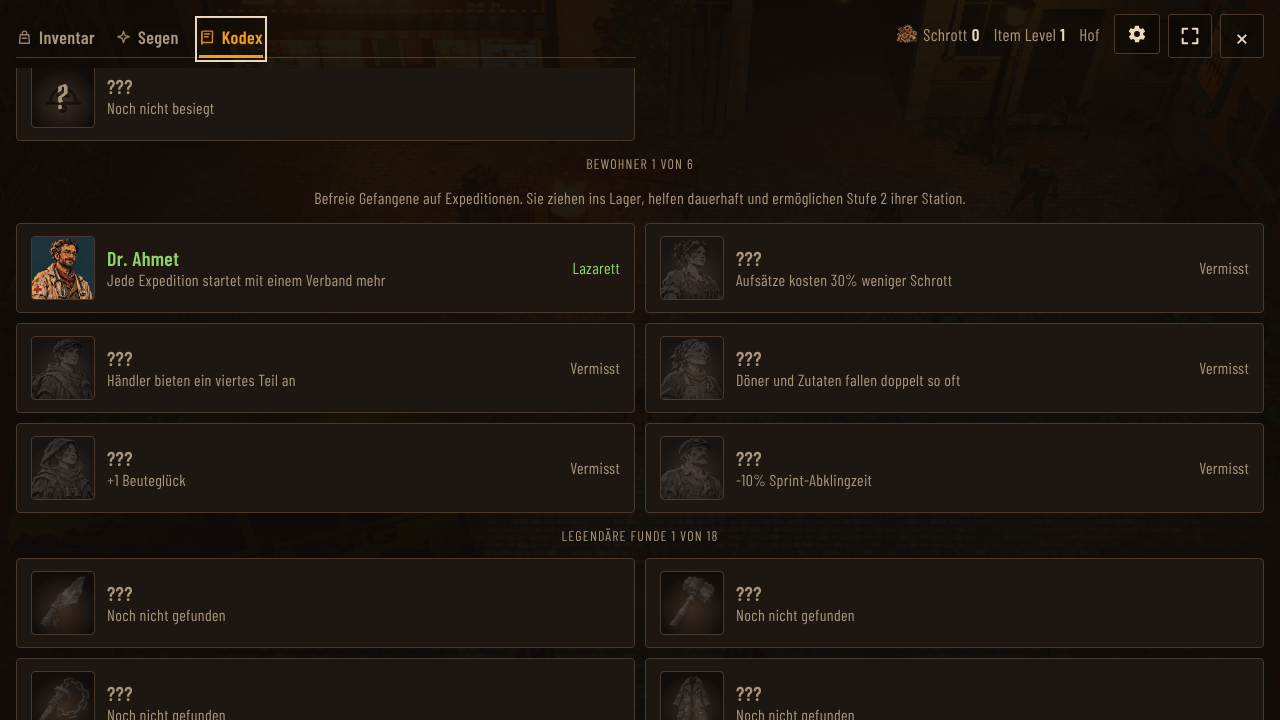 Inventar
Segen
Kodex
Schrott 0
Item Level 1
Hof
???
Noch nicht besiegt
BEWOHNER 1 VON 6
Befreie Gefangene auf Expeditionen. Sie ziehen ins Lager, helfen dauerhaft und ermöglichen Stufe 2 ihrer Station.
Dr. Ahmet
Jede Expedition startet mit einem Verband mehr
Lazarett
???
Aufsätze kosten 30% weniger Schrott
Vermisst
???
Händler bieten ein viertes Teil an
Vermisst
???
Döner und Zutaten fallen doppelt so oft
Vermisst
???
+1 Beuteglück
Vermisst
???
-10% Sprint-Abklingzeit
Vermisst
LEGENDÄRE FUNDE 1 VON 18
???
Noch nicht gefunden
???
Noch nicht gefunden
???
Noch nicht gefunden
???
Noch nicht gefunden